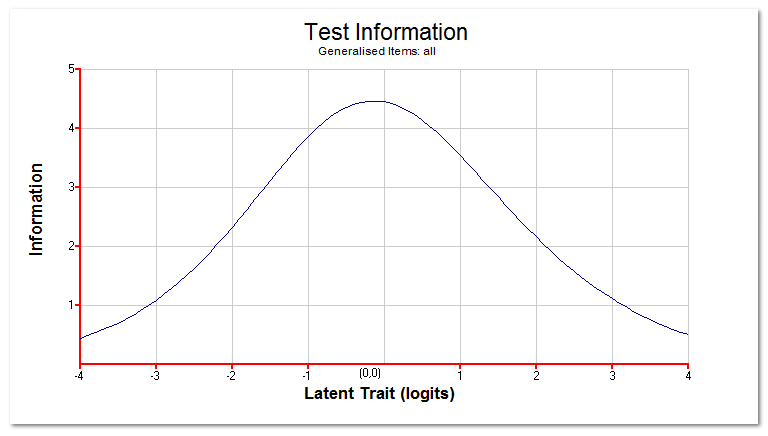 Test Information
Generalised Items: all
5
4
3
2
1
Information
-4 -3 -2 -1 (0,0) 1 2 3 4
Latent Trait (logits)